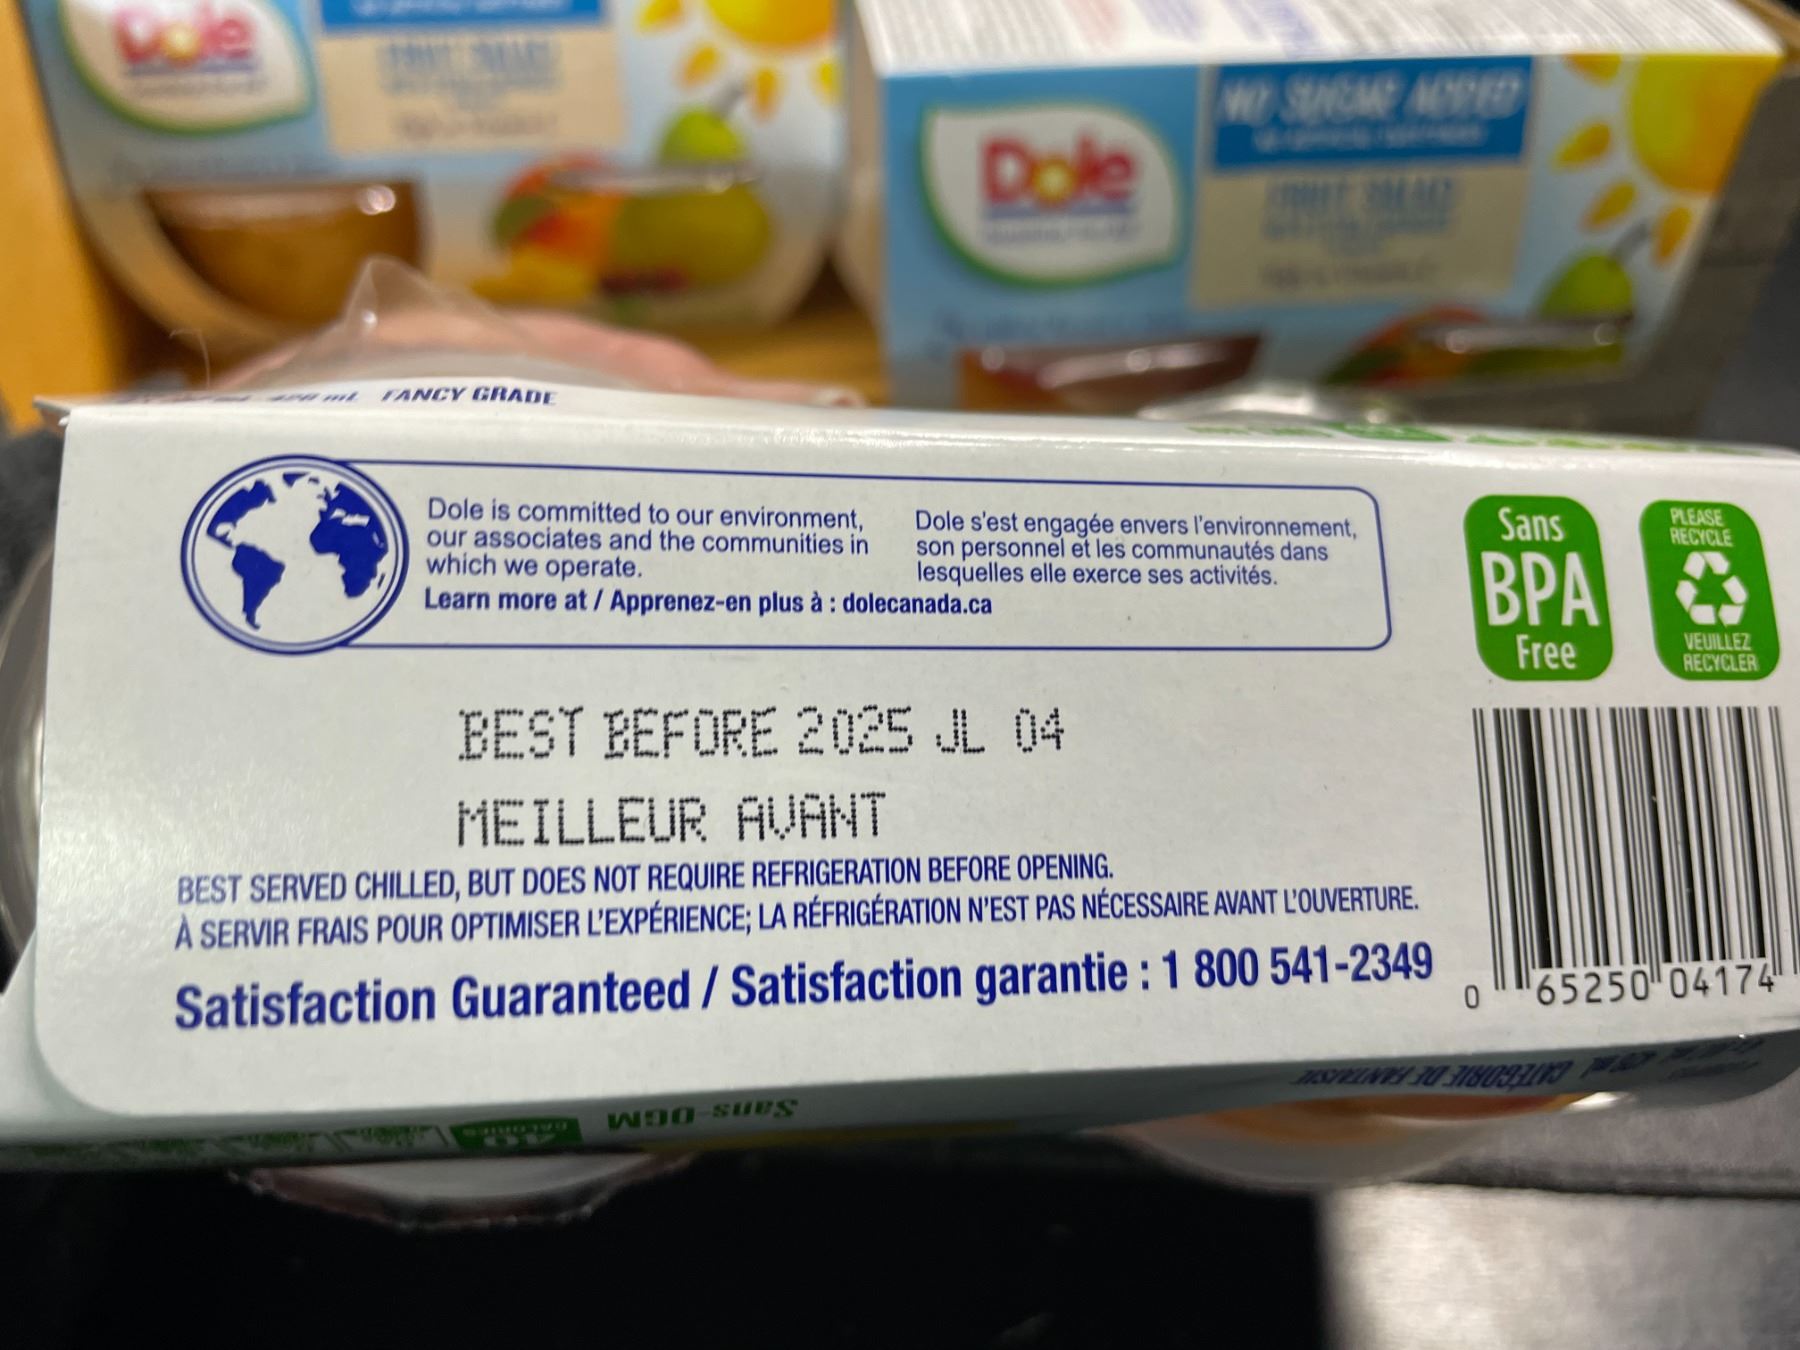 Dole
Dole
NO SUGAR ADDED
FRUIT SALAD
FANCY GRADE
Dole is committed to our environment,
our associates and the communities in
which we operate.
Dole s'est engagée envers l'environnement,
son personnel et les communautés dans
lesquelles elle exerce ses activités.
Learn more at / Apprenez-en plus à : dolecanada.ca
Sans
BPA
Free
PLEASE
RECYCLE
VEUILLEZ
RECYCLER
BEST BEFORE 2025 JL 04
MEILLEUR AVANT
BEST SERVED CHILLED, BUT DOES NOT REQUIRE REFRIGERATION BEFORE OPENING.
À SERVIR FRAIS POUR OPTIMISER L'EXPÉRIENCE; LA RÉFRIGÉRATION N'EST PAS NÉCESSAIRE AVANT L'OUVERTURE.
Satisfaction Guaranteed / Satisfaction garantie : 1 800 541-2349
0 65250 04174
CATÉGORIE DE FANTAISIE
Sans OGM